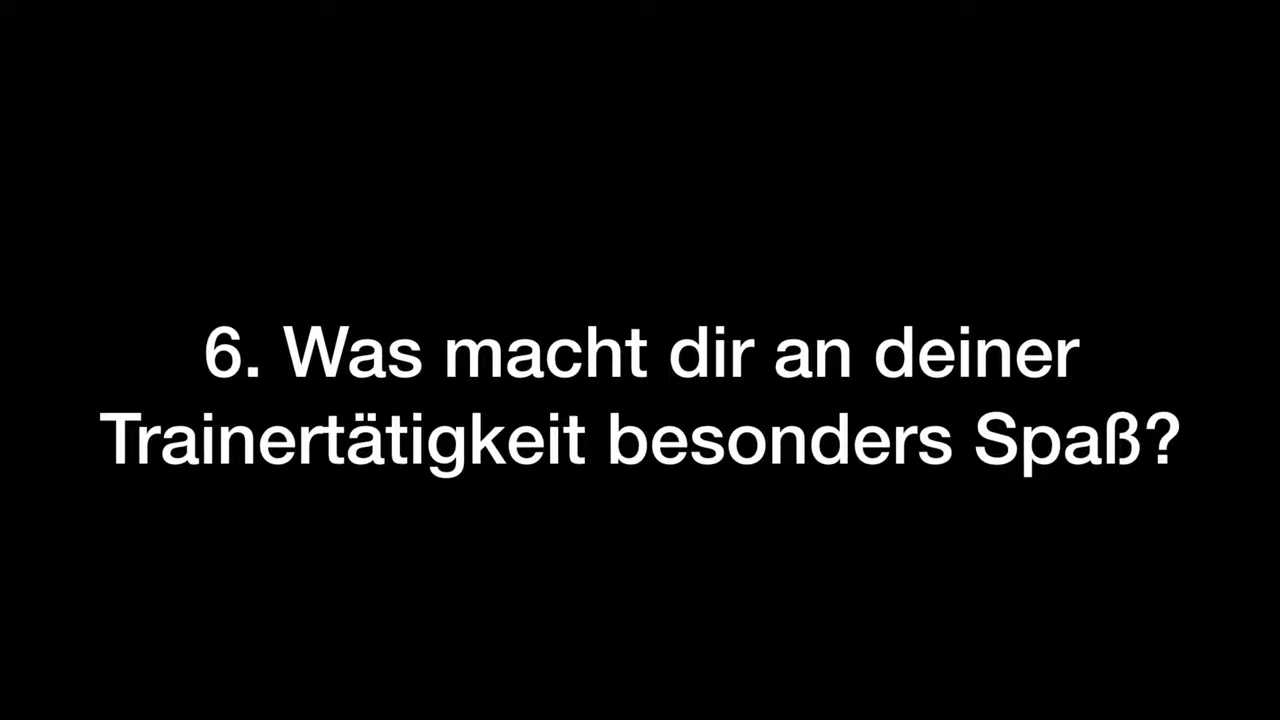 6. Was macht dir an deiner
Trainertätigkeit besonders Spaß?